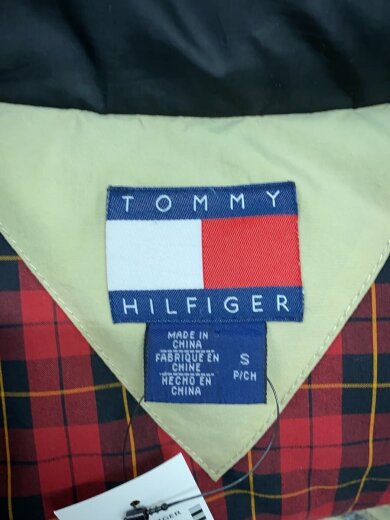 TOMMY
HILFIGER
MADE IN
CHINA
FABRIQUE EN
CHINE
HECHO EN
CHINA
S
P/CH